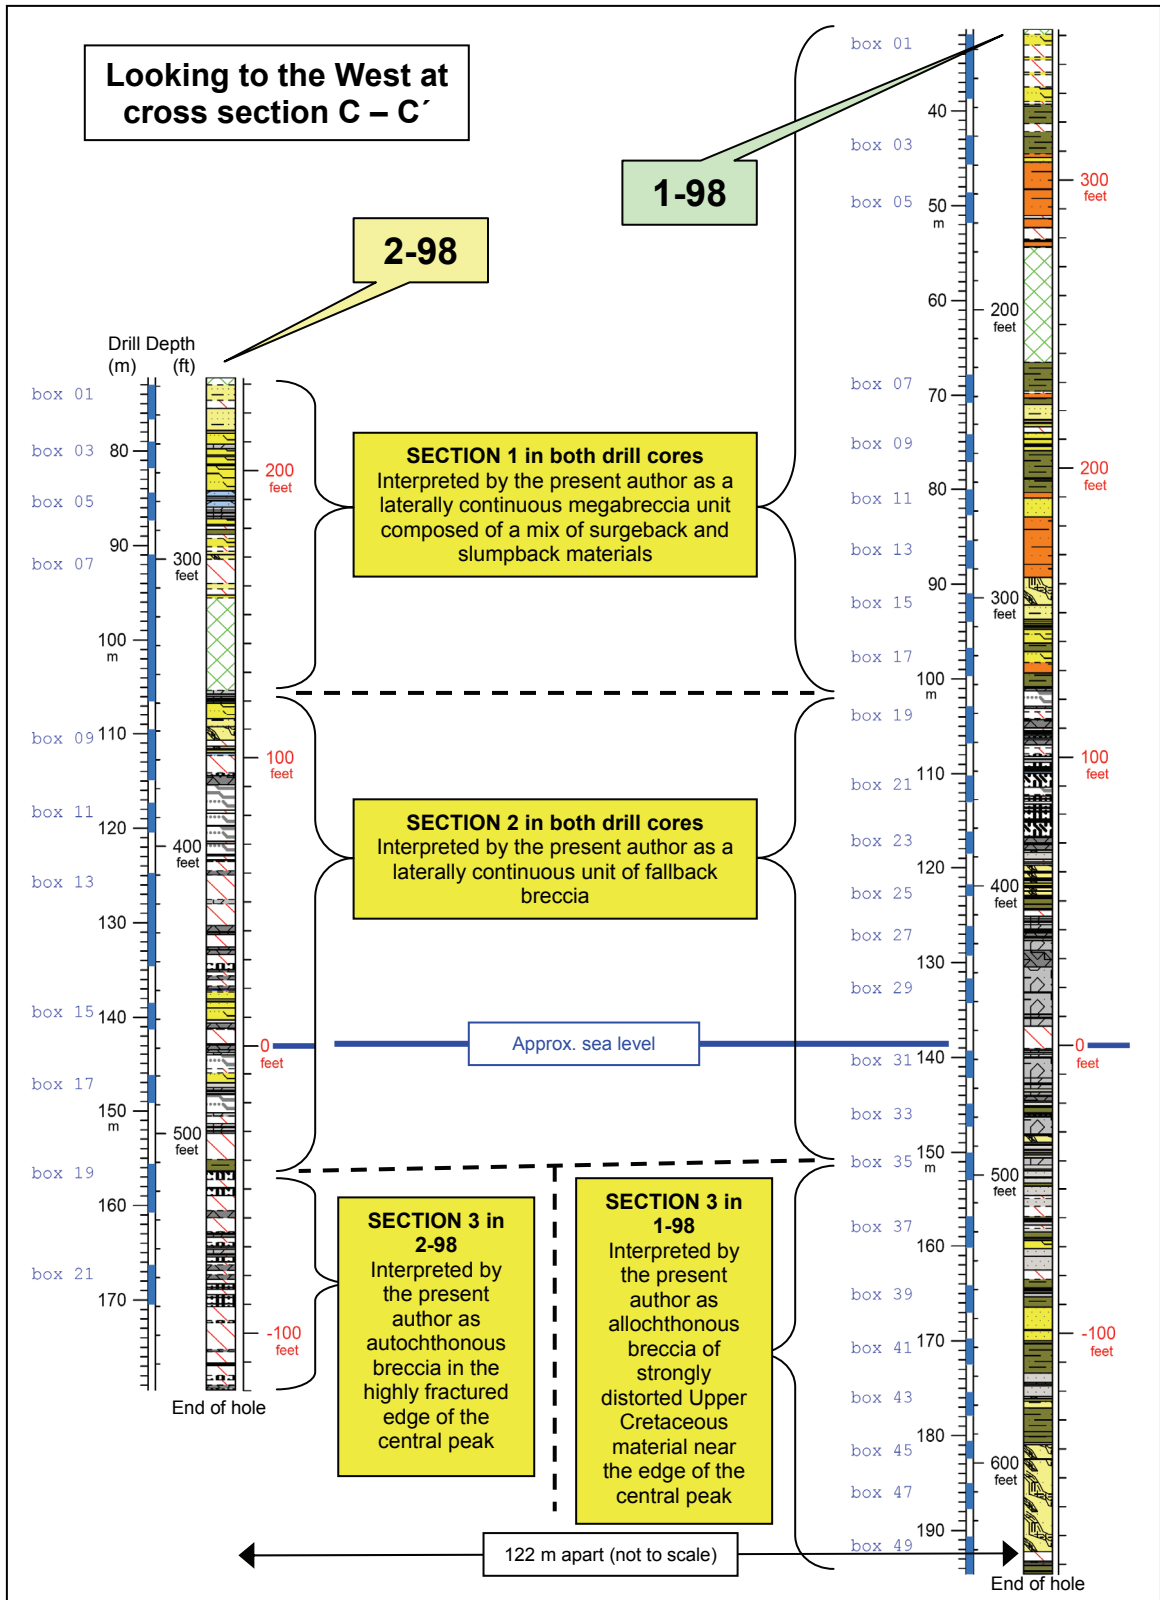 Looking to the West at
cross section C – C´
1-98
2-98
Drill Depth
(m) (ft)
box 01
box 03
box 05
box 07
box 09
box 11
box 13
box 15
box 17
box 19
box 21
80
90
100
m
110
120
130
140
150
m
160
170
300
feet
400
feet
500
feet
200
feet
100
feet
0
feet
-100
feet
End of hole
SECTION 1 in both drill cores
Interpreted by the present author as a
laterally continuous megabreccia unit
composed of a mix of surgeback and
slumpback materials
SECTION 2 in both drill cores
Interpreted by the present author as a
laterally continuous unit of fallback
breccia
Approx. sea level
SECTION 3 in
2-98
Interpreted by
the present
author as
autochthonous
breccia in the
highly fractured
edge of the
central peak
SECTION 3 in
1-98
Interpreted by
the present
author as
allochthonous
breccia of
strongly
distorted Upper
Cretaceous
material near
the edge of the
central peak
122 m apart (not to scale)
box 01
box 03
box 05
box 07
box 09
box 11
box 13
box 15
box 17
box 19
box 21
box 23
box 25
box 27
box 29
box 31
box 33
box 35
box 37
box 39
box 41
box 43
box 45
box 47
box 49
40
50
m
60
70
80
90
100
m
110
120
130
140
150
m
160
170
180
190
200
feet
300
feet
400
feet
500
feet
600
feet
300
feet
200
feet
100
feet
0
feet
-100
feet
End of hole